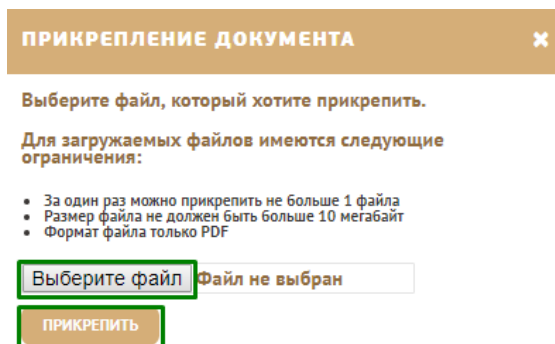 ПРИКРЕПЛЕНИЕ ДОКУМЕНТА
Выберите файл, который хотите прикрепить.
Для загружаемых файлов имеются следующие
ограничения:
За один раз можно прикрепить не больше 1 файла
Размер файла не должен быть больше 10 мегабайт
Формат файла только PDF
Выберите файл Файл не выбран
ПРИКРЕПИТЬ